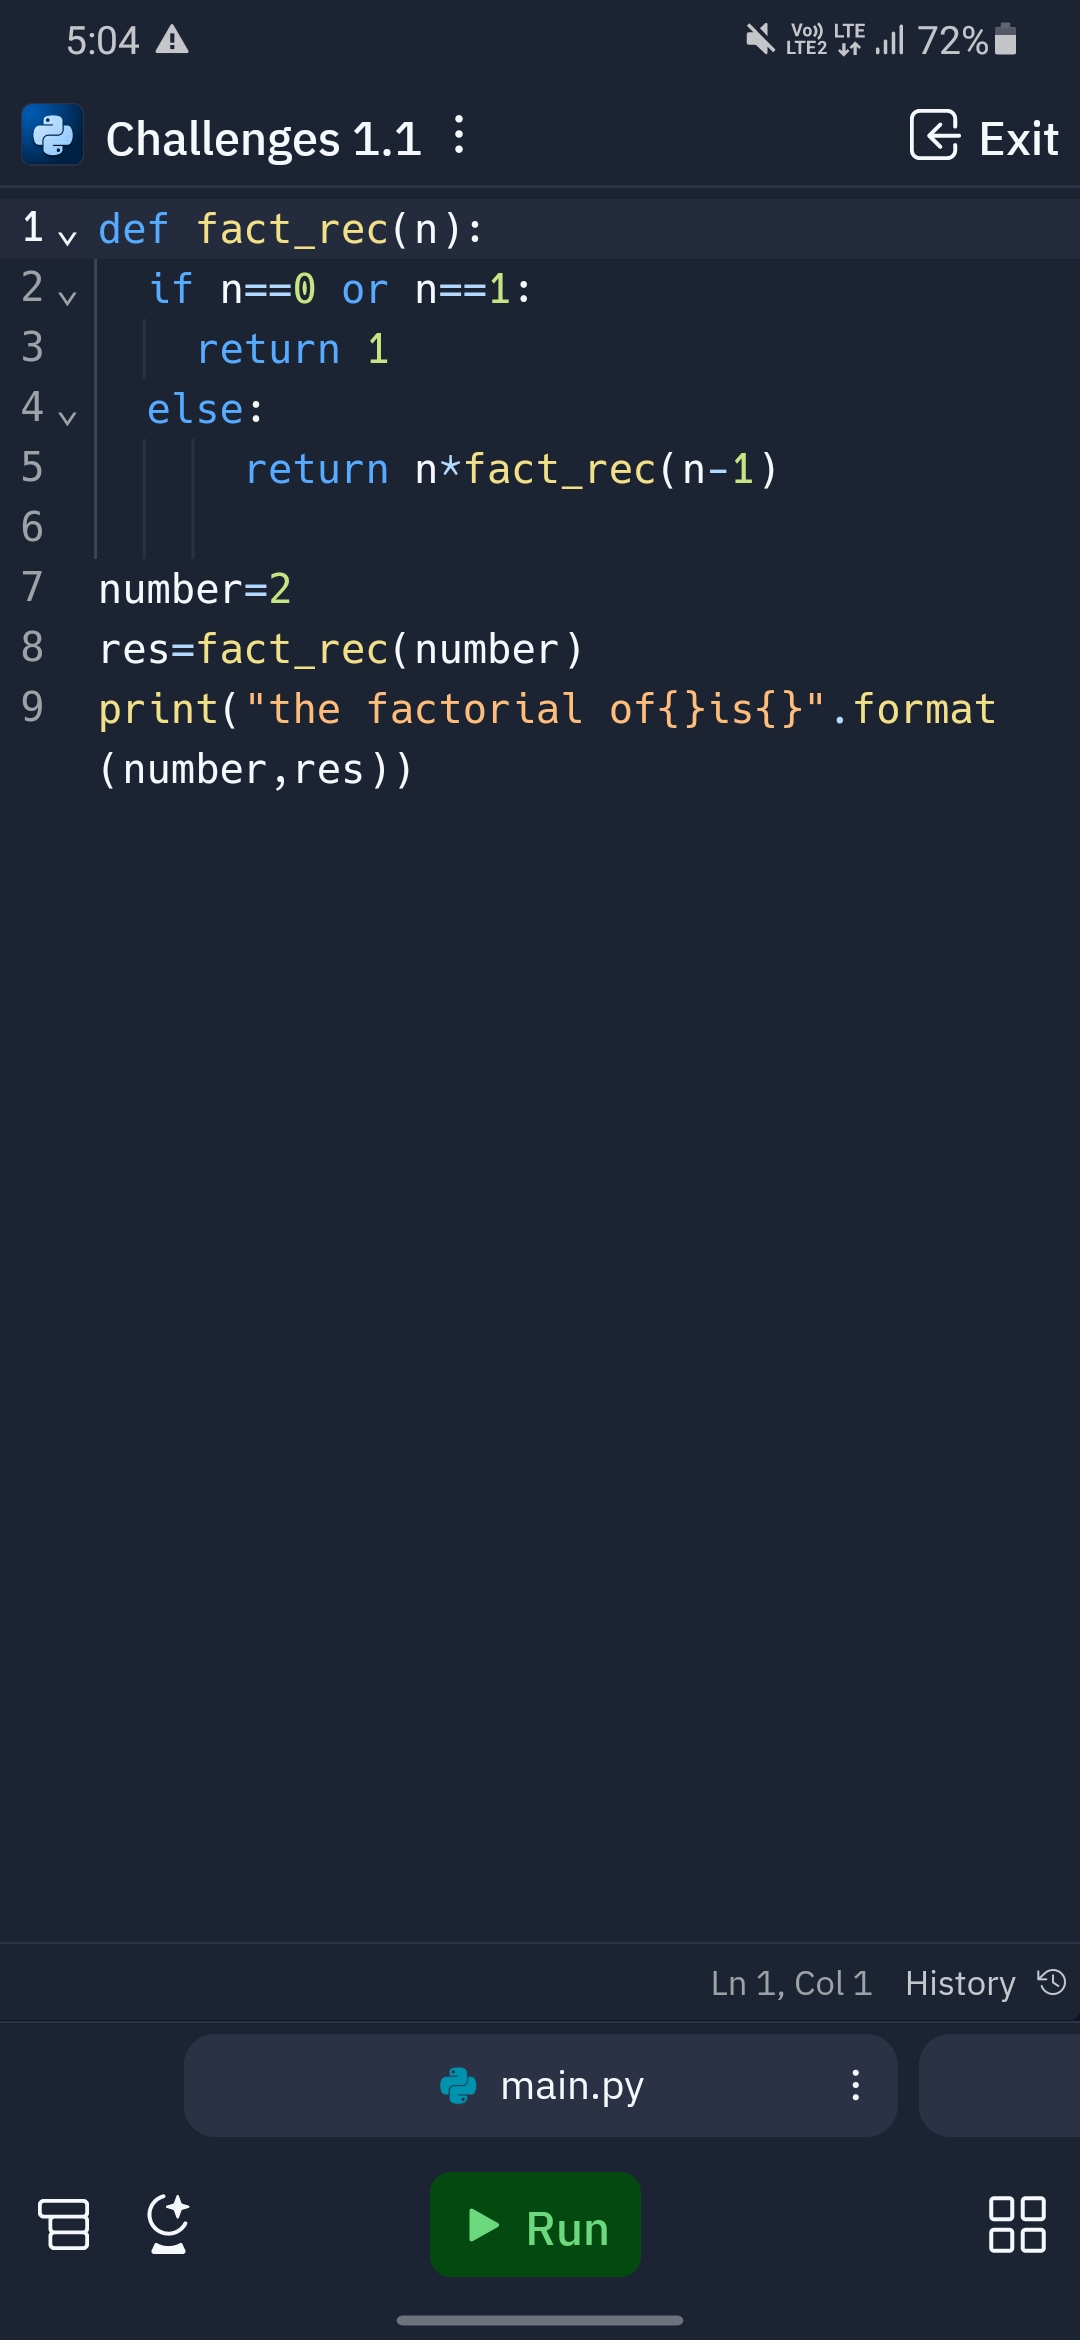 5:04 Vo)) LTE2 LTE 72%
Challenges 1.1 Exit
1 def fact_rec(n):
2   if n==0 or n==1:
3     return 1
4   else:
5       return n*fact_rec(n-1)
6
7 number=2
8 res=fact_rec(number)
9 print("the factorial of{}is{}".format
(number,res))
Ln 1, Col 1 History
main.py
Run